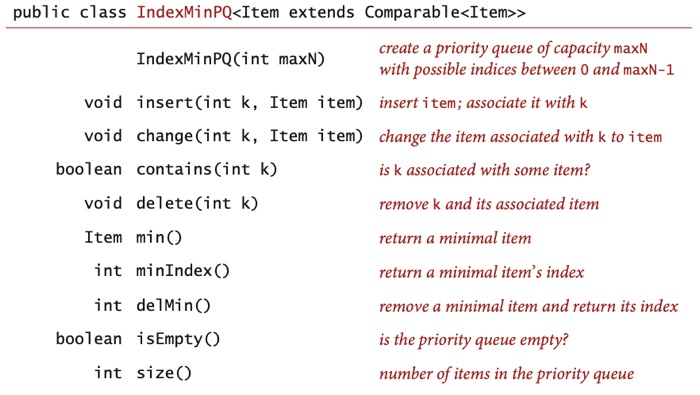 public class IndexMinPQ<Item extends Comparable<Item>>
IndexMinPQ(int maxN) create a priority queue of capacity maxN
with possible indices between 0 and maxN-1
void insert(int k, Item item) insert item; associate it with k
void change(int k, Item item) change the item associated with k to item
boolean contains(int k) is k associated with some item?
void delete(int k) remove k and its associated item
Item min() return a minimal item
int minIndex() return a minimal item's index
int delMin() remove a minimal item and return its index
boolean isEmpty() is the priority queue empty?
int size() number of items in the priority queue